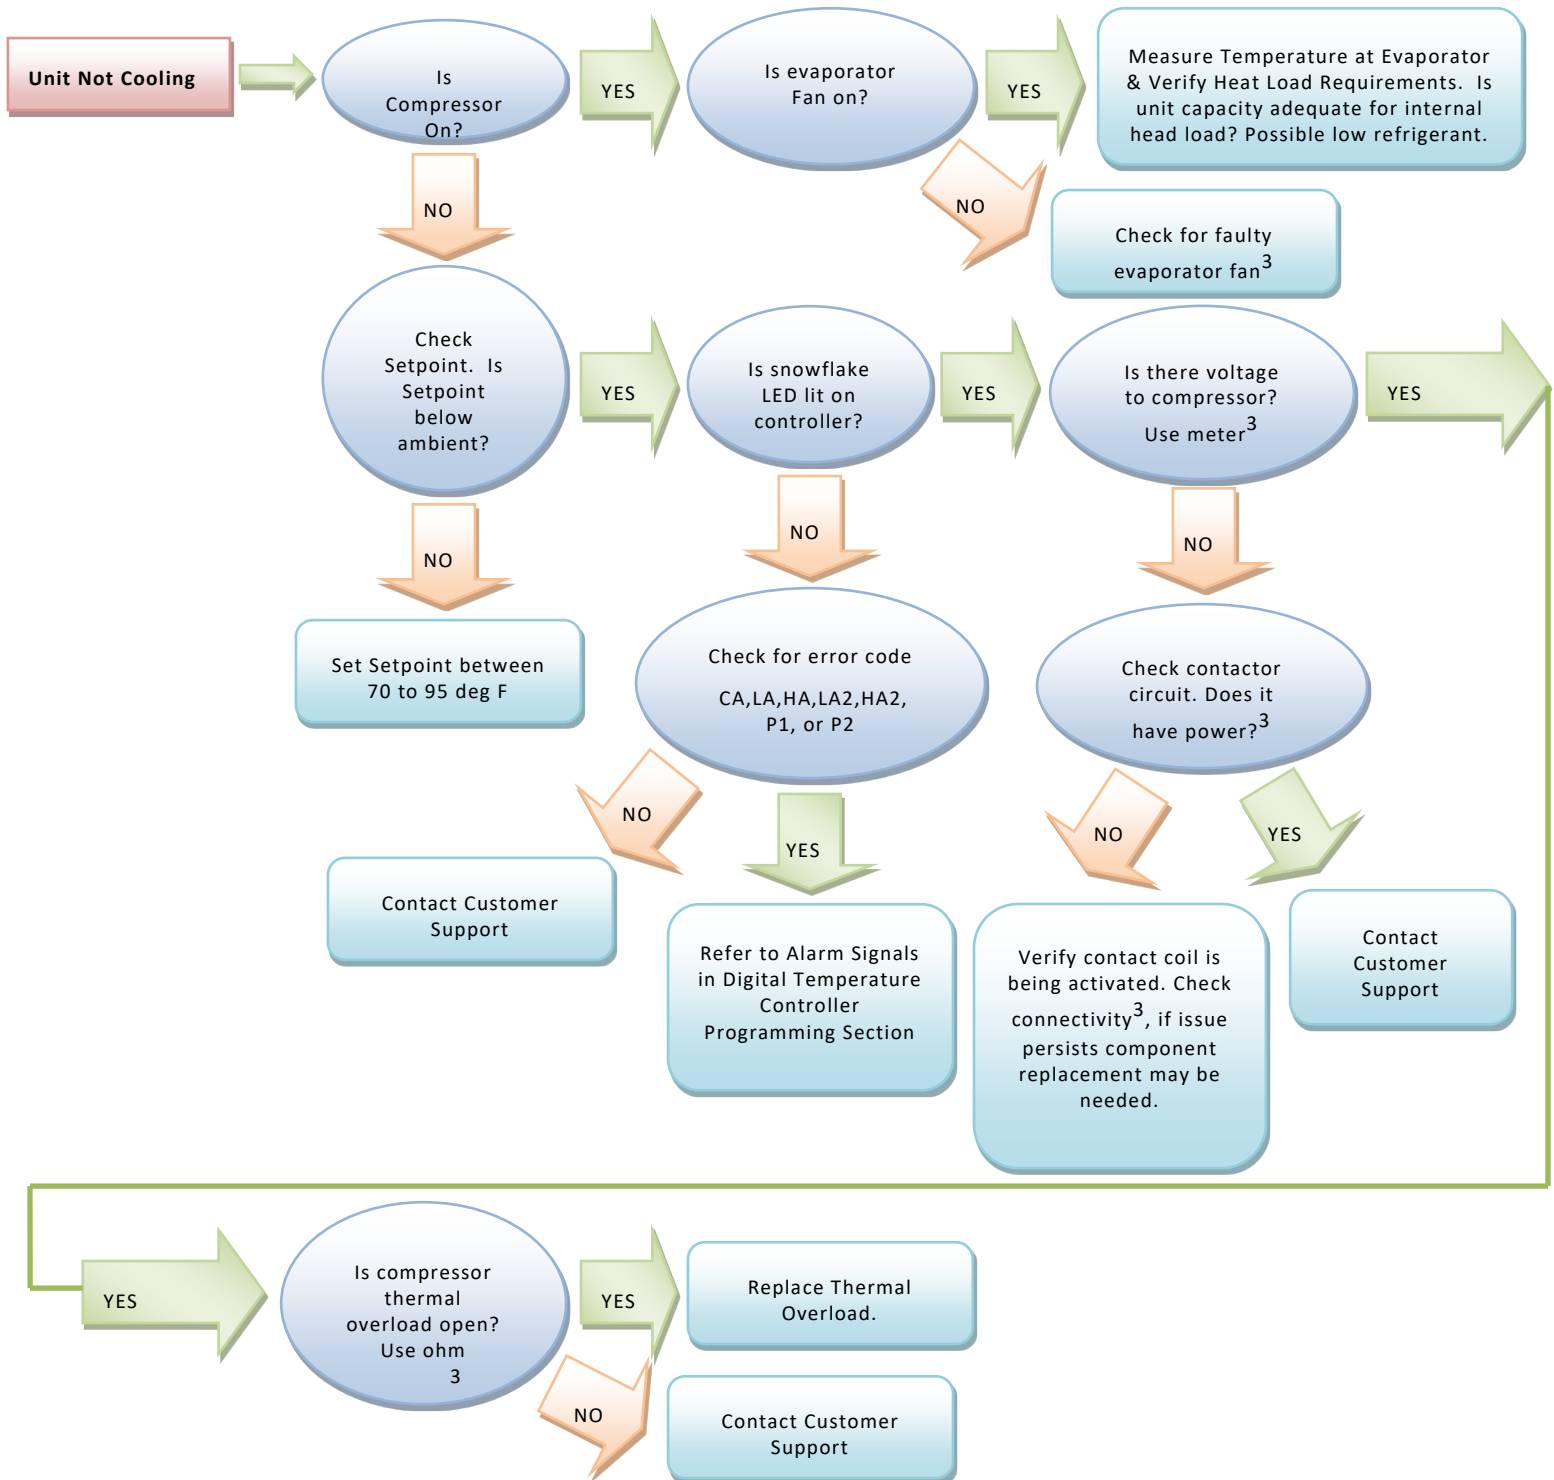 Unit Not Cooling
Is
Compressor
On?
YES
Is evaporator
Fan on?
YES
Measure Temperature at Evaporator
& Verify Heat Load Requirements. Is
unit capacity adequate for internal
head load? Possible low refrigerant.
NO
NO
Check for faulty
evaporator fan3
Check
Setpoint. Is
Setpoint
below
ambient?
YES
Is snowflake
LED lit on
controller?
YES
Is there voltage
to compressor?
Use meter3
YES
NO
NO
NO
Set Setpoint between
70 to 95 deg F
Check for error code
CA,LA,HA,LA2,HA2,
P1, or P2
Check contactor
circuit. Does it
have power?3
NO
YES
NO
YES
Contact Customer
Support
Refer to Alarm Signals
in Digital Temperature
Controller
Programming Section
Verify contact coil is
being activated. Check
connectivity3, if issue
persists component
replacement may be
needed.
Contact
Customer
Support
YES
Is compressor
thermal
overload open?
Use ohm
3
YES
Replace Thermal
Overload.
NO
Contact Customer
Support